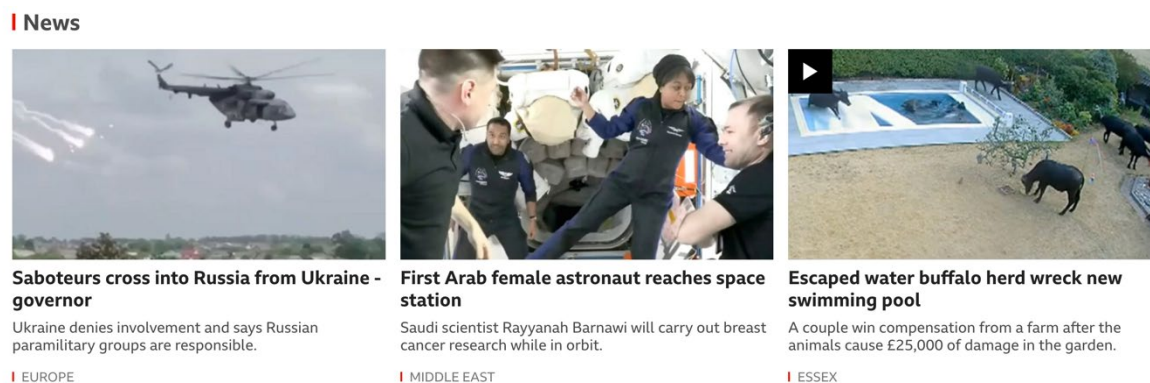 News
Saboteurs cross into Russia from Ukraine -
governor
Ukraine denies involvement and says Russian
paramilitary groups are responsible.
EUROPE
First Arab female astronaut reaches space
station
Saudi scientist Rayyanah Barnawi will carry out breast
cancer research while in orbit.
MIDDLE EAST
Escaped water buffalo herd wreck new
swimming pool
A couple win compensation from a farm after the
animals cause £25,000 of damage in the garden.
ESSEX